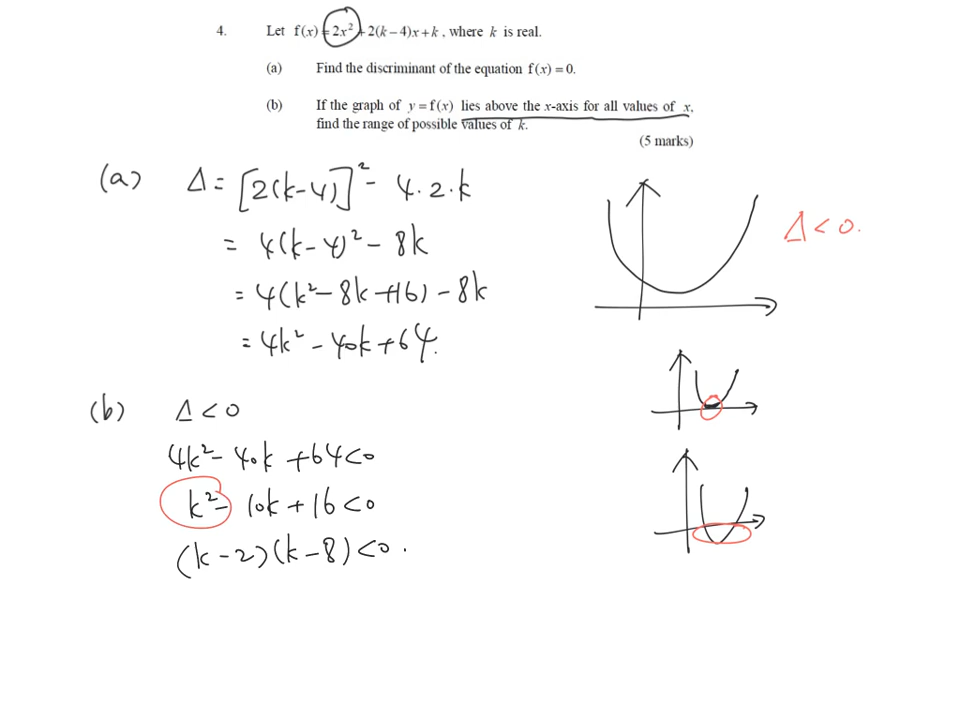 4. Let f(x) = 2x² + 2(k – 4)x + k , where k is real.
(a) Find the discriminant of the equation f(x) = 0.
(b) If the graph of y = f(x) lies above the x-axis for all values of x,
find the range of possible values of k.
(5 marks)
(a) Δ = [2(k-4)]² - 4·2·k
= 4(k-4)² - 8k
= 4(k² - 8k + 16) - 8k
= 4k² - 40k + 64.
Δ < 0.
(b) Δ < 0
4k² - 40k + 64 < 0
k² - 10k + 16 < 0
(k-2)(k-8) < 0.